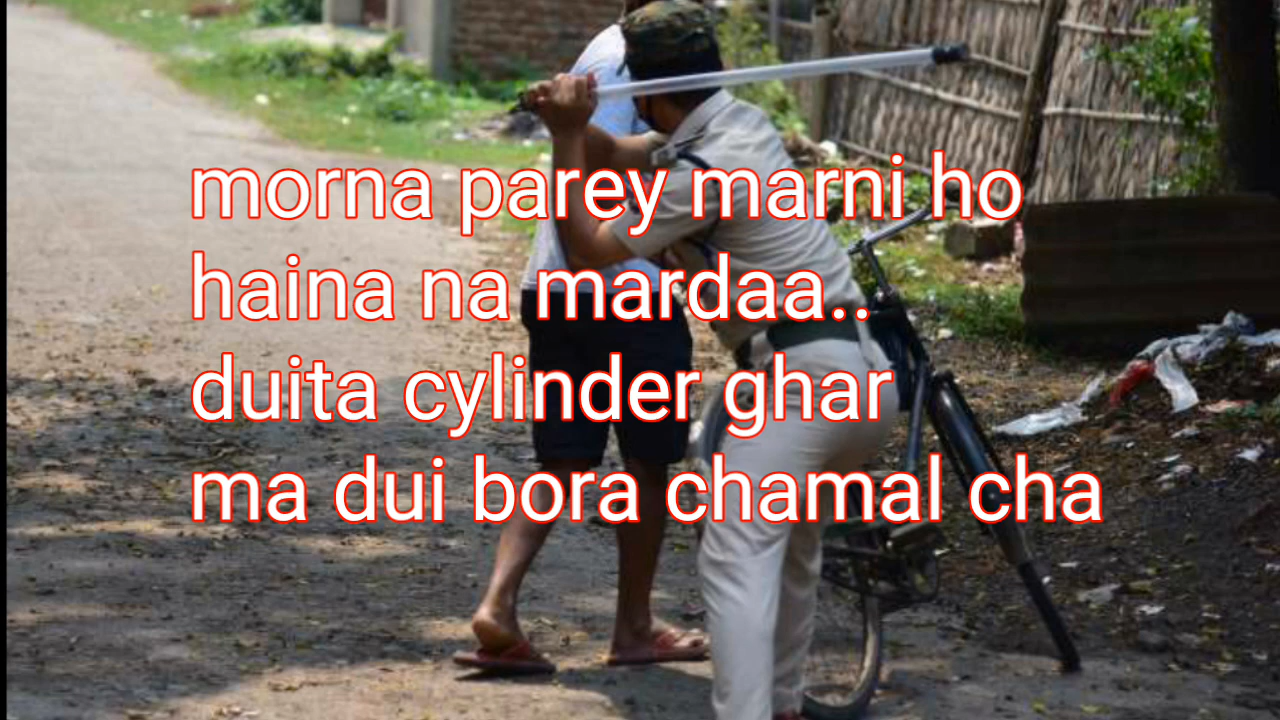 morna parey marni ho
haina na mardaa..
duita cylinder ghar
ma dui bora chamal cha